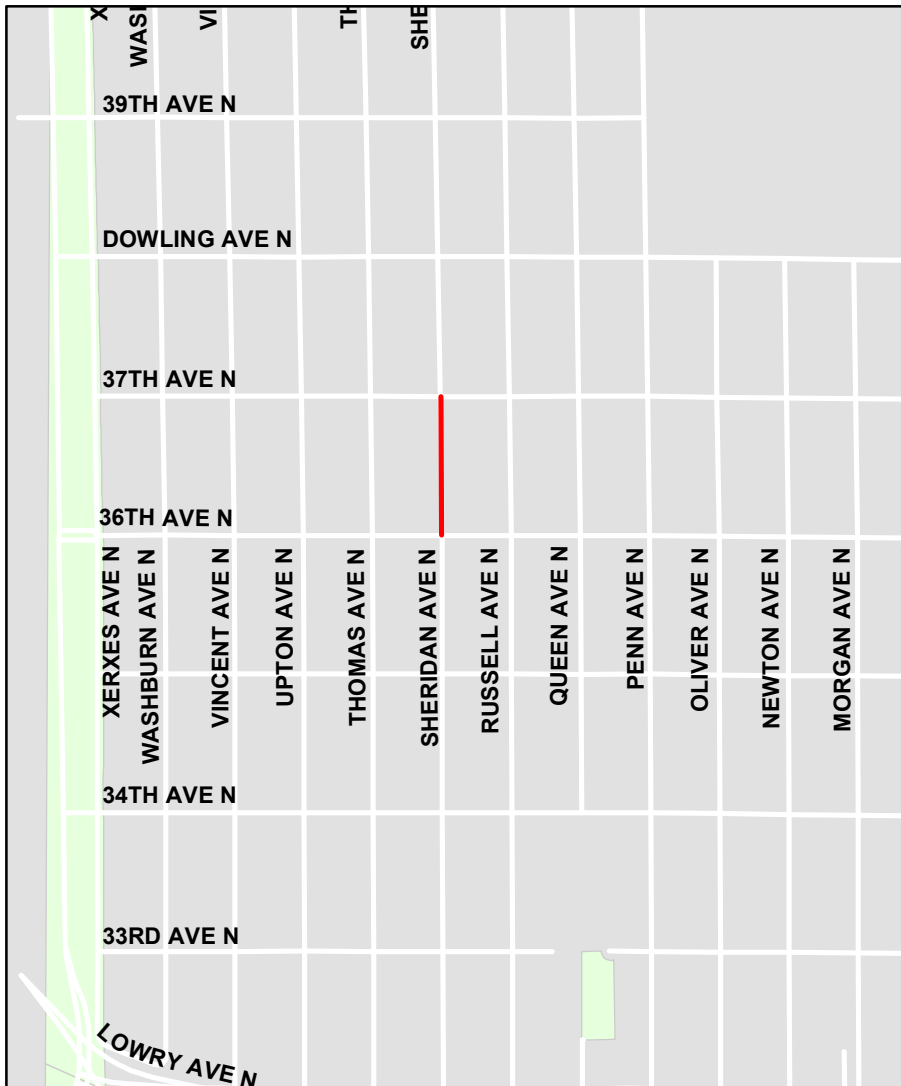 X
WASH
VI
TH
SHE
39TH AVE N
DOWLING AVE N
37TH AVE N
36TH AVE N
XERXES AVE N
WASHBURN AVE N
VINCENT AVE N
UPTON AVE N
THOMAS AVE N
SHERIDAN AVE N
RUSSELL AVE N
QUEEN AVE N
PENN AVE N
OLIVER AVE N
NEWTON AVE N
MORGAN AVE N
34TH AVE N
33RD AVE N
LOWRY AVE N